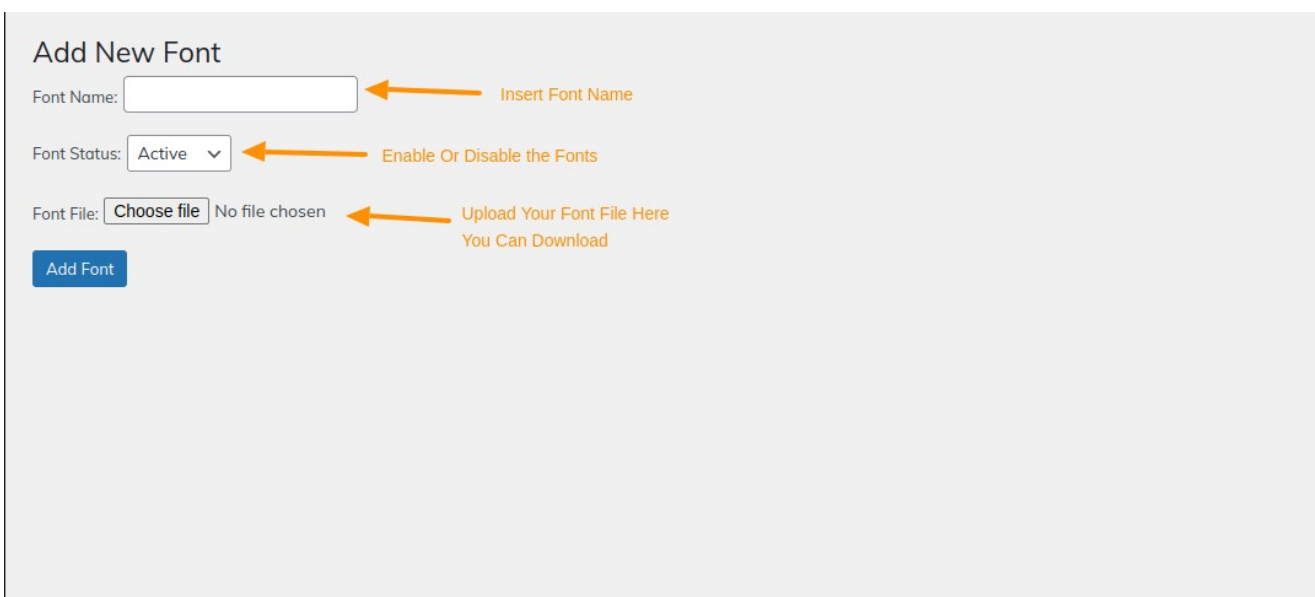 Add New Font
Font Name: Insert Font Name
Font Status: Active Enable Or Disable the Fonts
Font File: Choose file No file chosen Upload Your Font File Here
You Can Download
Add Font